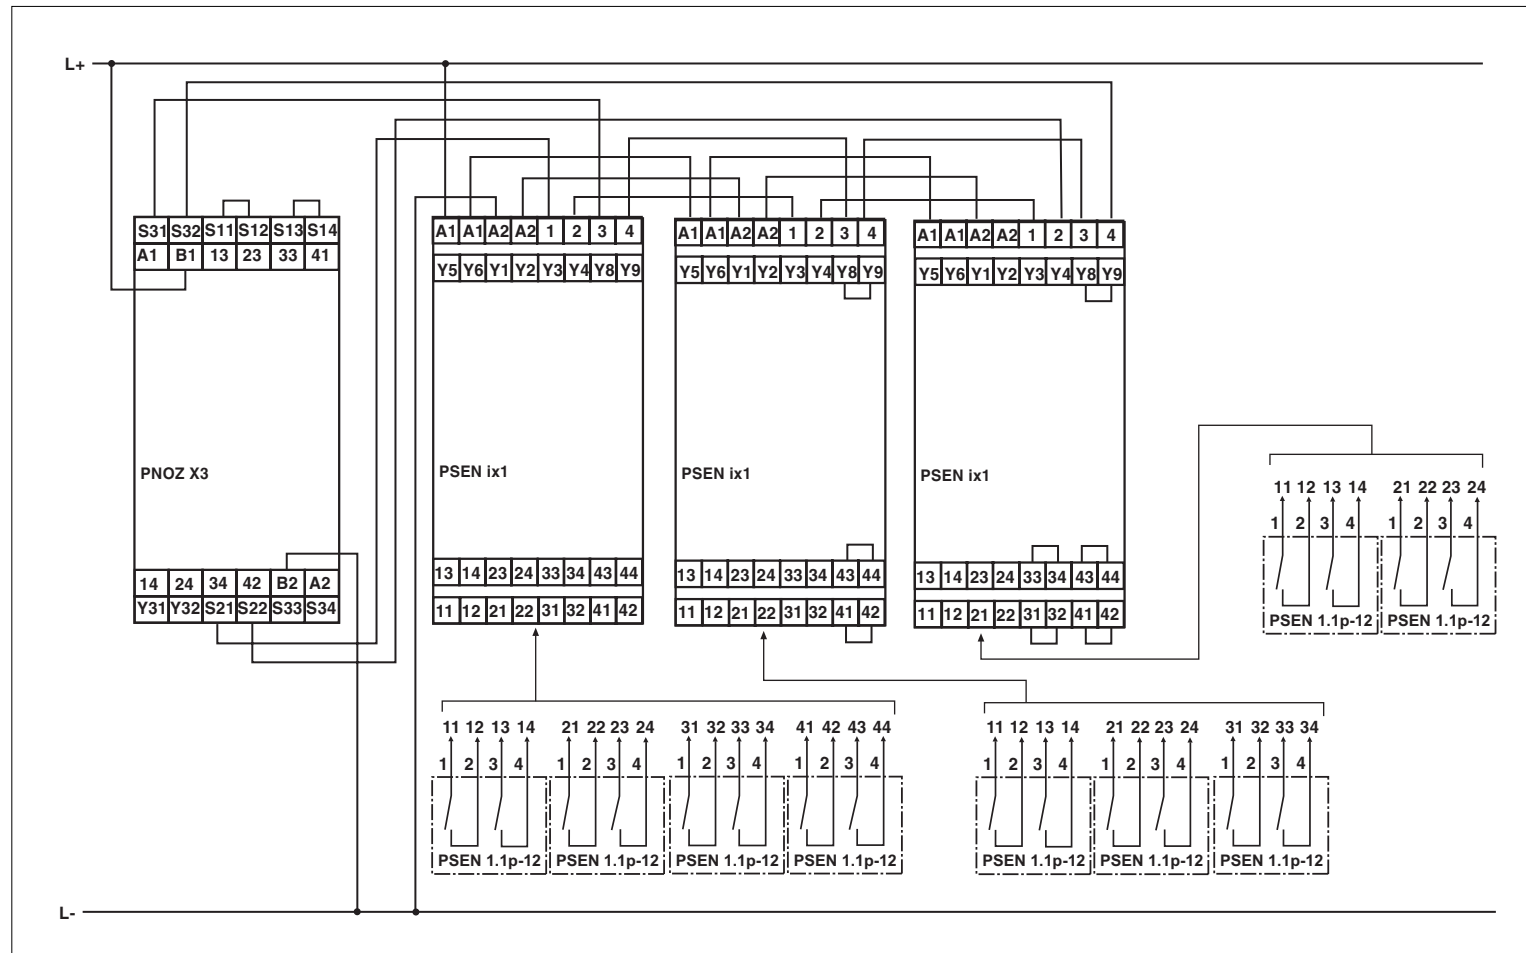 L+
S31 S32 S11 S12 S13 S14
A1 B1 13 23 33 41
A1 A1 A2 A2 1 2 3 4
Y5 Y6 Y1 Y2 Y3 Y4 Y8 Y9
A1 A1 A2 A2 1 2 3 4
Y5 Y6 Y1 Y2 Y3 Y4 Y8 Y9
A1 A1 A2 A2 1 2 3 4
Y5 Y6 Y1 Y2 Y3 Y4 Y8 Y9
PNOZ X3
PSEN ix1
PSEN ix1
PSEN ix1
14 24 34 42 B2 A2
Y31 Y32 S21 S22 S33 S34
13 14 23 24 33 34 43 44
11 12 21 22 31 32 41 42
13 14 23 24 33 34 43 44
11 12 21 22 31 32 41 42
13 14 23 24 33 34 43 44
11 12 21 22 31 32 41 42
11 12 13 14 21 22 23 24
1 2 3 4 1 2 3 4
PSEN 1.1p-12 PSEN 1.1p-12
11 12 13 14 21 22 23 24 31 32 33 34 41 42 43 44
1 2 3 4 1 2 3 4 1 2 3 4 1 2 3 4
PSEN 1.1p-12 PSEN 1.1p-12 PSEN 1.1p-12 PSEN 1.1p-12
11 12 13 14 21 22 23 24 31 32 33 34
1 2 3 4 1 2 3 4 1 2 3 4
PSEN 1.1p-12 PSEN 1.1p-12 PSEN 1.1p-12
L-